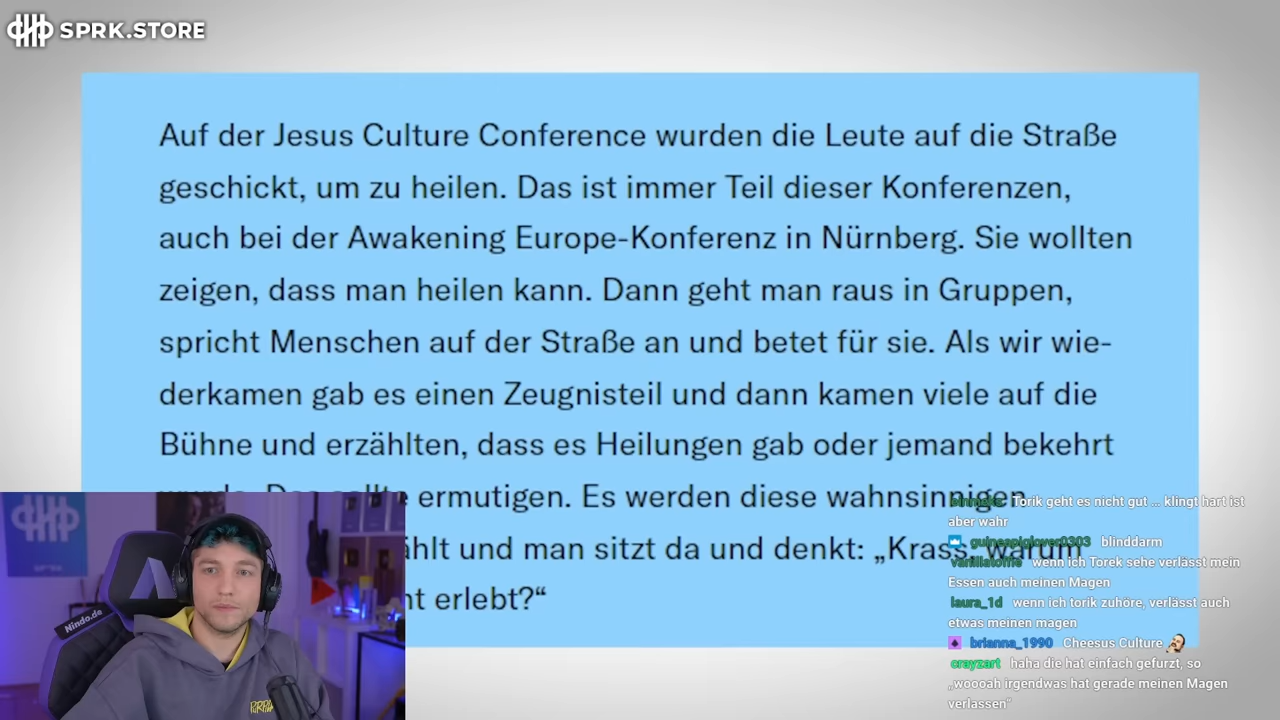 SPRK.STORE
Auf der Jesus Culture Conference wurden die Leute auf die Straße
geschickt, um zu heilen. Das ist immer Teil dieser Konferenzen,
auch bei der Awakening Europe-Konferenz in Nürnberg. Sie wollten
zeigen, dass man heilen kann. Dann geht man raus in Gruppen,
spricht Menschen auf der Straße an und betet für sie. Als wir wie-
derkamen gab es einen Zeugnisteil und dann kamen viele auf die
Bühne und erzählten, dass es Heilungen gab oder jemand bekehrt
ermutigen. Es werden diese wahnsinnigen
und man sitzt da und denkt: „Krass, warum
erlebt?“
Nindo.de
Torik geht es nicht gut ... klingt hart ist
aber wahr
guineapiglover0303 blinddarm
wenn ich Torek sehe verlässt mein
Essen auch meinen Magen
laura_1d wenn ich torik zuhöre, verlässt auch
etwas meinen magen
brianna_1990 Cheesus Culture
crayzart haha die hat einfach gefurzt, so
„woooah irgendwas hat gerade meinen Magen
verlassen“